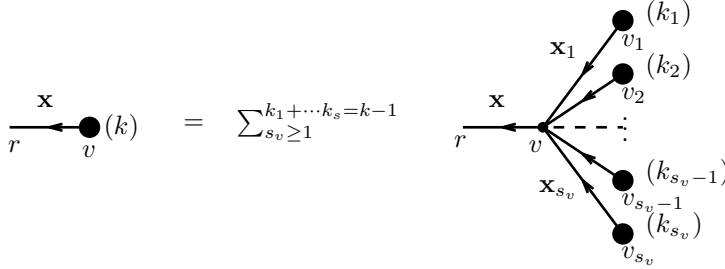 x
r
v
(k)
=
∑_{s_v≥1}^{k_1+⋯k_s=k−1}
x
r
v
x_1
(k_1)
v_1
(k_2)
v_2
(k_{s_v−1})
v_{s_v−1}
x_{s_v}
(k_{s_v})
v_{s_v}